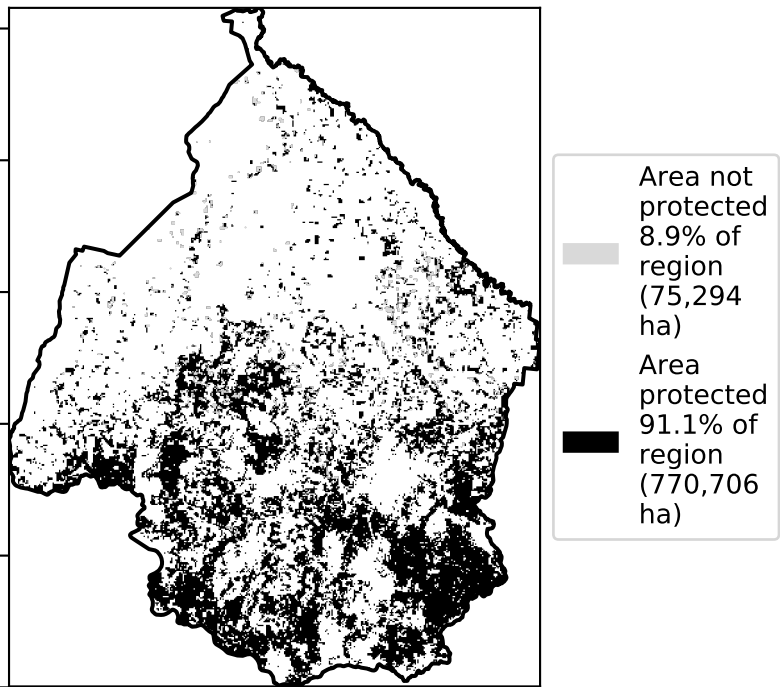 Area not
protected
8.9% of
region
(75,294
ha)
Area
protected
91.1% of
region
(770,706
ha)